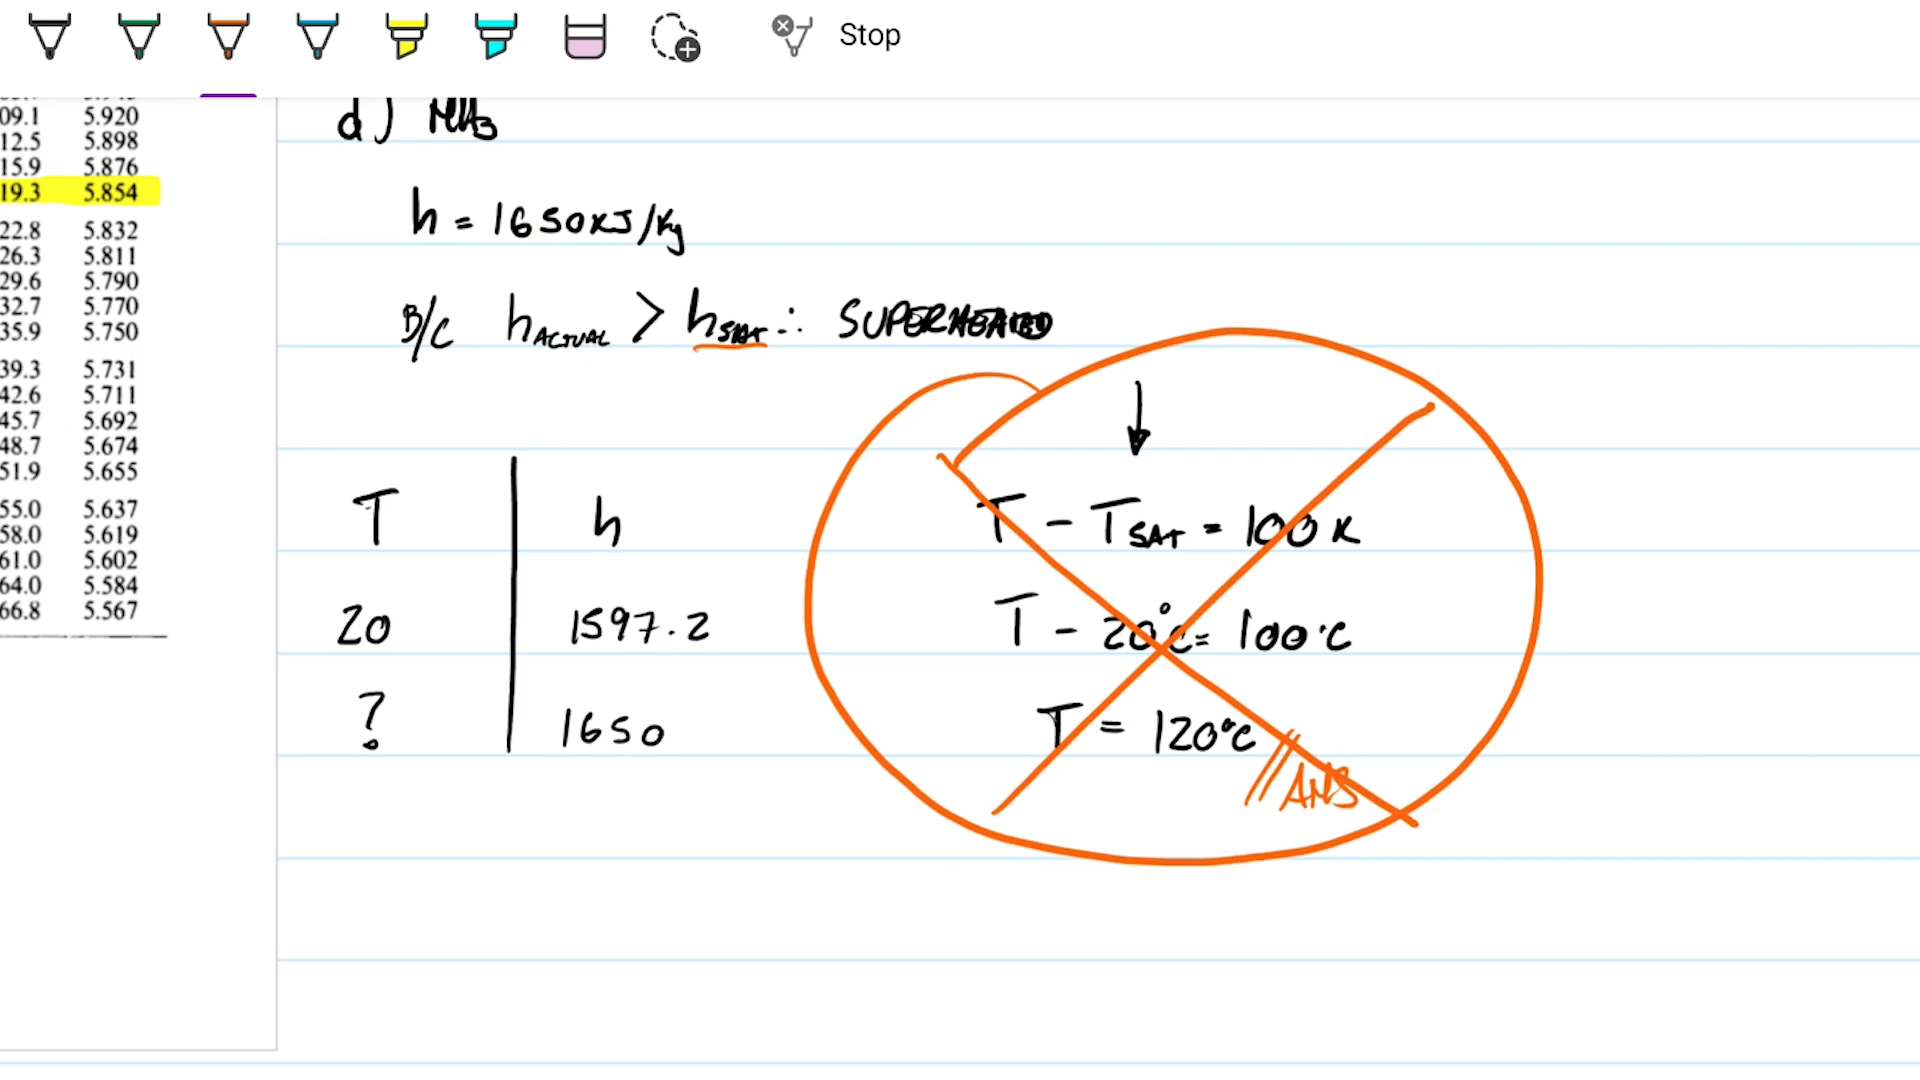 Stop
09.1 5.920
12.5 5.898
15.9 5.876
19.3 5.854
22.8 5.832
26.3 5.811
29.6 5.790
32.7 5.770
35.9 5.750
39.3 5.731
42.6 5.711
45.7 5.692
48.7 5.674
51.9 5.655
55.0 5.637
58.0 5.619
61.0 5.602
64.0 5.584
66.8 5.567
d) NH3
h = 1650 KJ/Kg
B/C hACTUAL > hSAT ∴ SUPERHEATED
T h
20 1597.2
? 1650
T - TSAT = 100K
T - 20°C = 100°C
T = 120°C
ANS